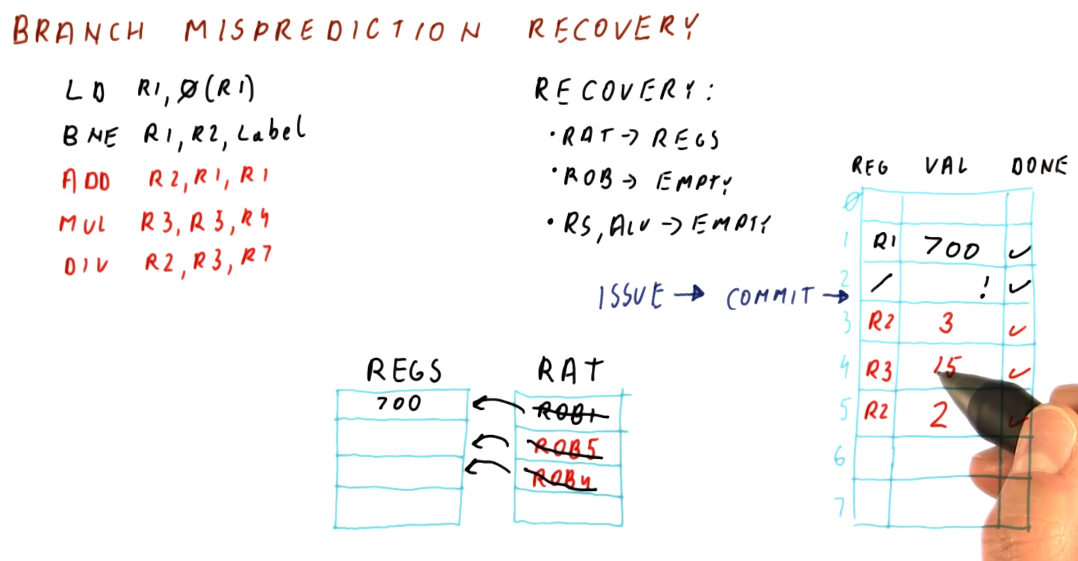 BRANCH MISPREDICTION RECOVERY
LD R1, Ø(R1)
BNE R1, R2, Label
ADD R2, R1, R1
MUL R3, R3, R4
DIV R2, R3, R7
RECOVERY:
• RAT → REGS
• ROB → EMPTY
• RS, ALU → EMPTY
ISSUE → COMMIT →
REG VAL DONE
Ø
1 R1 700 ✓
2 / ! ✓
3 R2 3 ✓
4 R3 15 ✓
5 R2 2 ✓
6
7
REGS RAT
700 ← ROB1
← ROB5
← ROB4